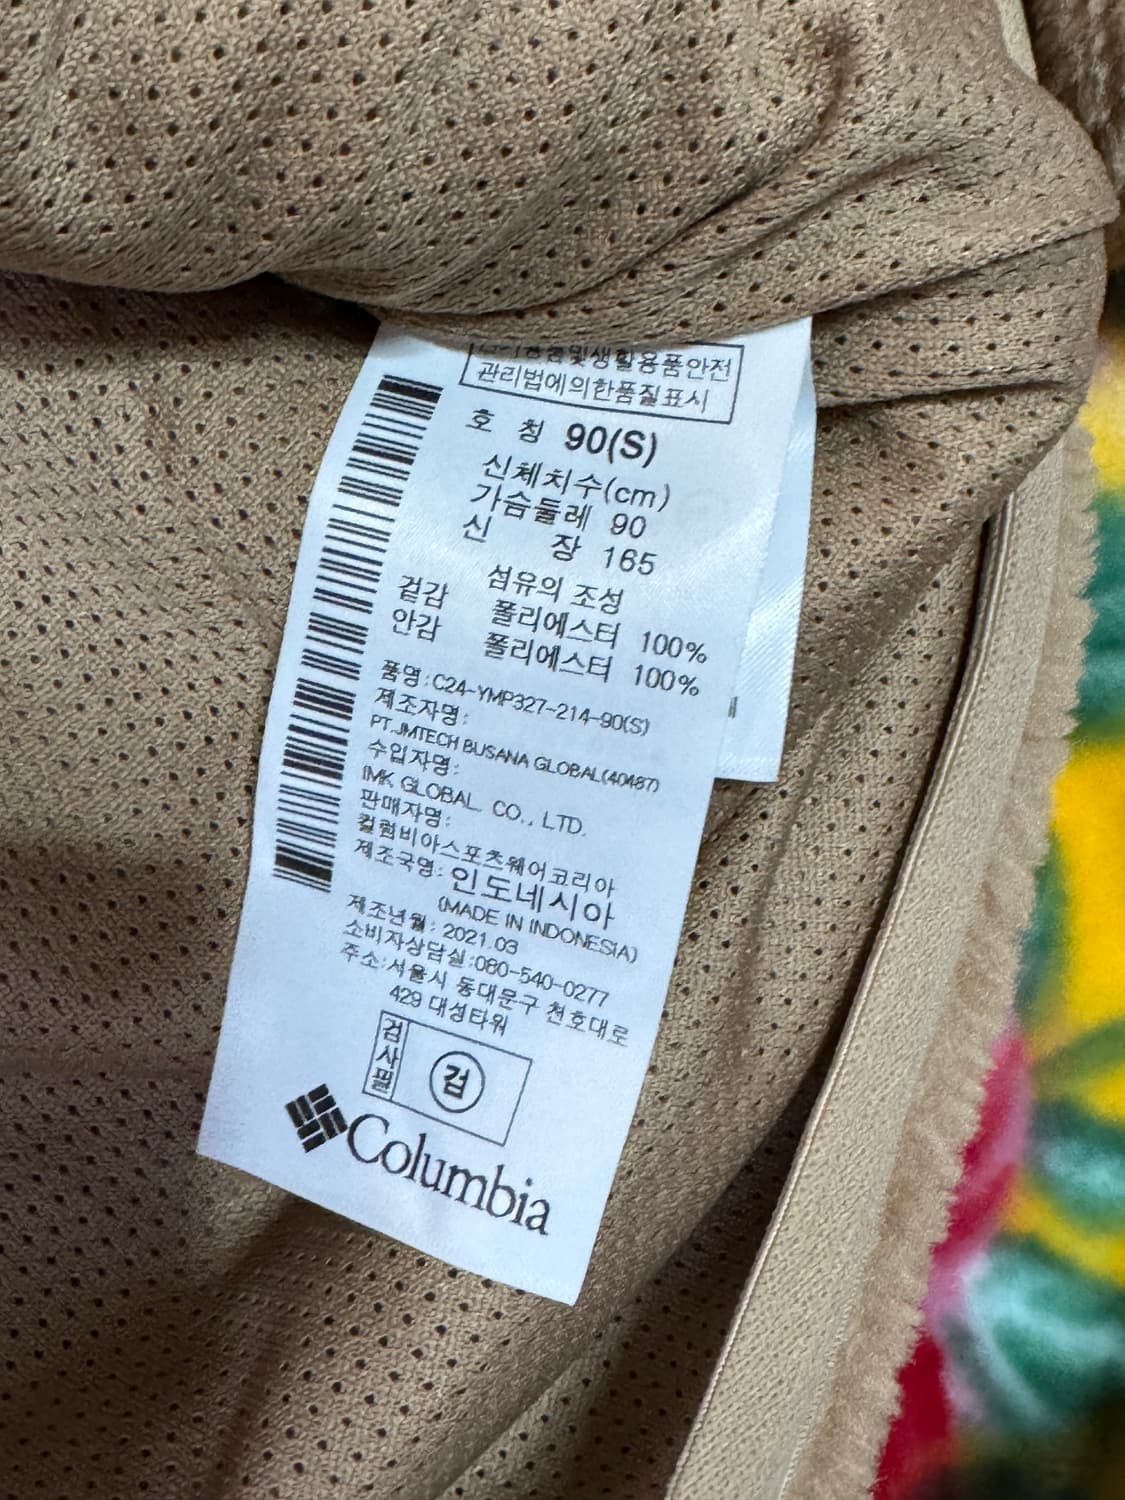 및생활용품안전
관리법에의한품질표시
호 칭 90(S)
신체치수(cm)
가슴둘레 90
신 장 165
섬유의 조성
겉감 폴리에스터 100%
안감 폴리에스터 100%
품명:C24-YMP327-214-90(S)
제조자명:
PT.JMTECH BUSANA GLOBAL(40487)
수입자명:
IMK GLOBAL CO., LTD.
판매자명:
컬럼비아스포츠웨어코리아
제조국명:인도네시아
(MADE IN INDONESIA)
제조년월: 2021.03
소비자상담실:080-540-0277
주소:서울시 동대문구 천호대로
429 대성타워
검사필 검
Columbia